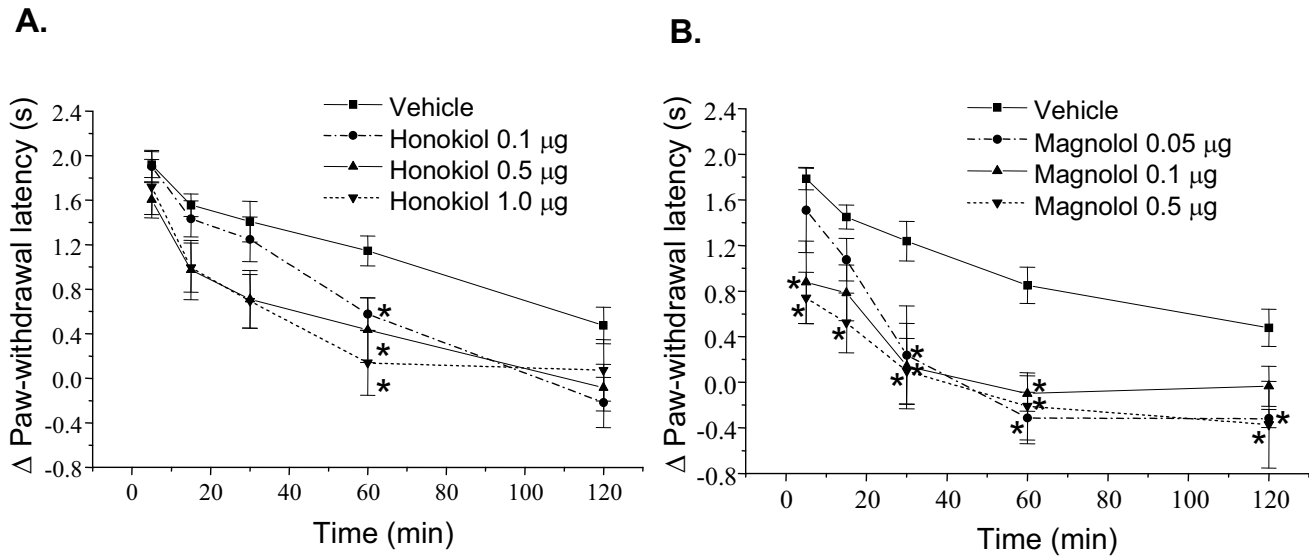 A.
Δ Paw-withdrawal latency (s)
2.4
2.0
1.6
1.2
0.8
0.4
0.0
-0.4
-0.8
Vehicle
Honokiol 0.1 μg
Honokiol 0.5 μg
Honokiol 1.0 μg
*
*
*
0 20 40 60 80 100 120
Time (min)
B.
Δ Paw-withdrawal latency (s)
2.4
2.0
1.6
1.2
0.8
0.4
0.0
-0.4
-0.8
Vehicle
Magnolol 0.05 μg
Magnolol 0.1 μg
Magnolol 0.5 μg
*
*
*
*
*
*
*
*
*
*
*
0 20 40 60 80 100 120
Time (min)